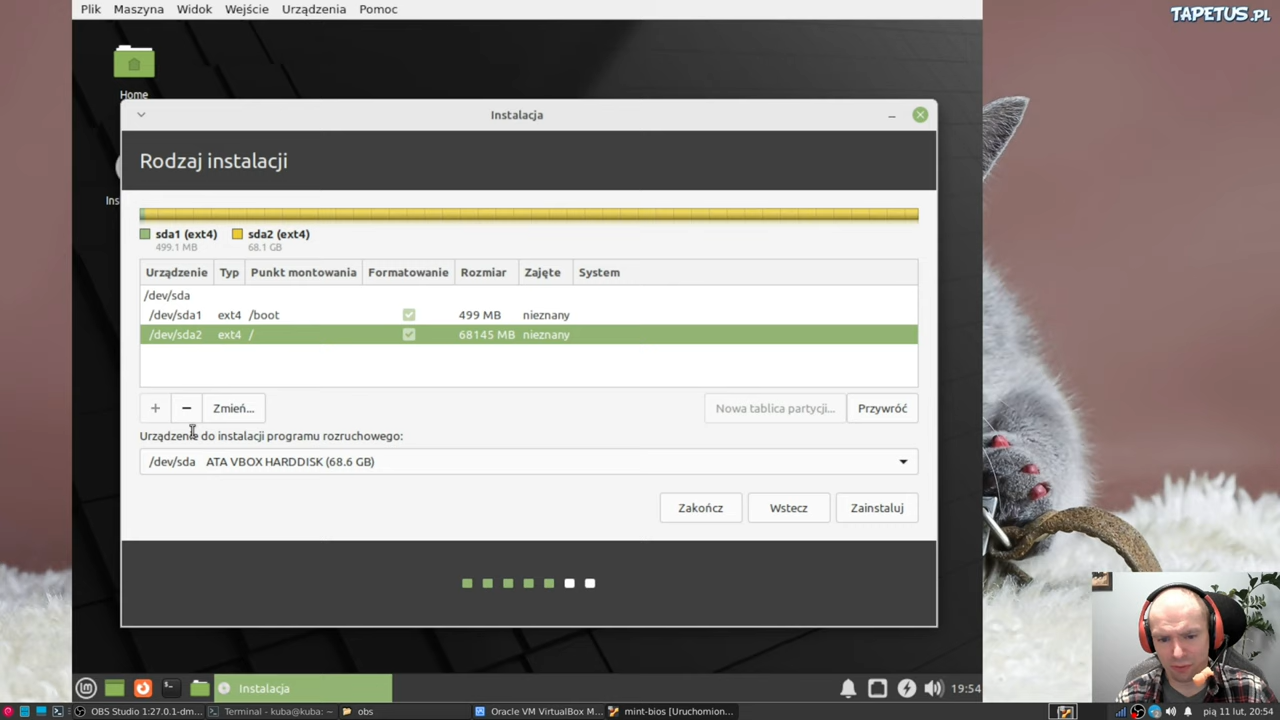 Plik Maszyna Widok Wejście Urządzenia Pomoc
TAPETUS.PL
Home
Ins
Instalacja
Rodzaj instalacji
sda1 (ext4) sda2 (ext4)
499.1 MB 68.1 GB
Urządzenie Typ Punkt montowania Formatowanie Rozmiar Zajęte System
/dev/sda
/dev/sda1 ext4 /boot 499 MB nieznany
/dev/sda2 ext4 / 68145 MB nieznany
+ − Zmień... Nowa tablica partycji... Przywróć
Urządzenie do instalacji programu rozruchowego:
/dev/sda ATA VBOX HARDDISK (68.6 GB)
Zakończ Wstecz Zainstaluj
Instalacja 19:54
OBS Studio 1:27.0.1-dm... Terminal - kuba@kuba: ~ obs Oracle VM VirtualBox M... mint-bios [Uruchomion... pią 11 lut, 20:54